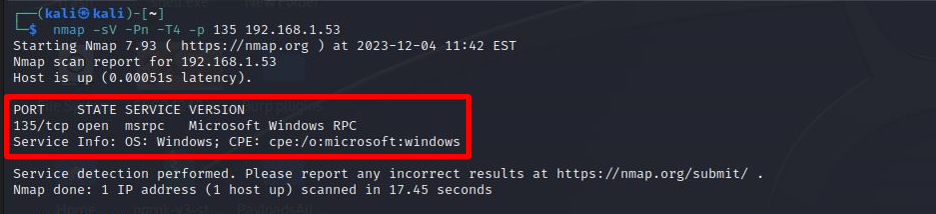 ┌──(kali㉿kali)-[~]
└─$ nmap -sV -Pn -T4 -p 135 192.168.1.53
Starting Nmap 7.93 ( https://nmap.org ) at 2023-12-04 11:42 EST
Nmap scan report for 192.168.1.53
Host is up (0.00051s latency).
PORT    STATE SERVICE VERSION
135/tcp open  msrpc   Microsoft Windows RPC
Service Info: OS: Windows; CPE: cpe:/o:microsoft:windows
Service detection performed. Please report any incorrect results at https://nmap.org/submit/ .
Nmap done: 1 IP address (1 host up) scanned in 17.45 seconds
Home